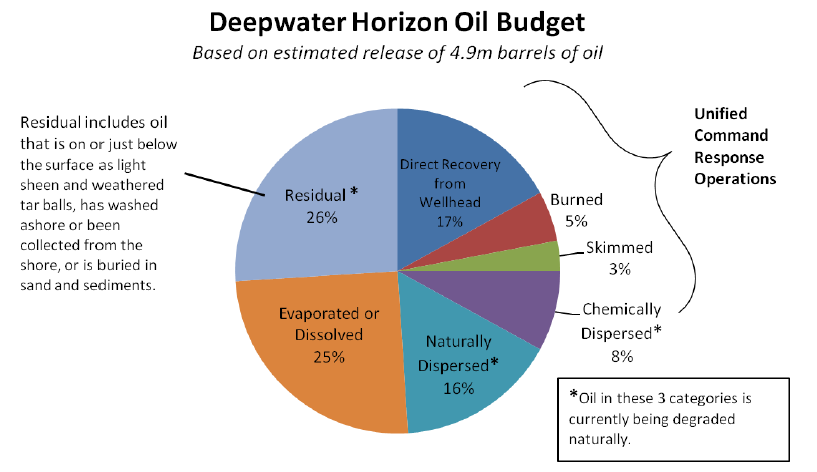 Deepwater Horizon Oil Budget
Based on estimated release of 4.9m barrels of oil
Residual includes oil
that is on or just below
the surface as light
sheen and weathered
tar balls, has washed
ashore or been
collected from the
shore, or is buried in
sand and sediments.
Residual *
26%
Direct Recovery
from
Wellhead
17%
Burned
5%
Skimmed
3%
Chemically
Dispersed*
8%
Naturally
Dispersed*
16%
Evaporated or
Dissolved
25%
Unified
Command
Response
Operations
*Oil in these 3 categories is
currently being degraded
naturally.